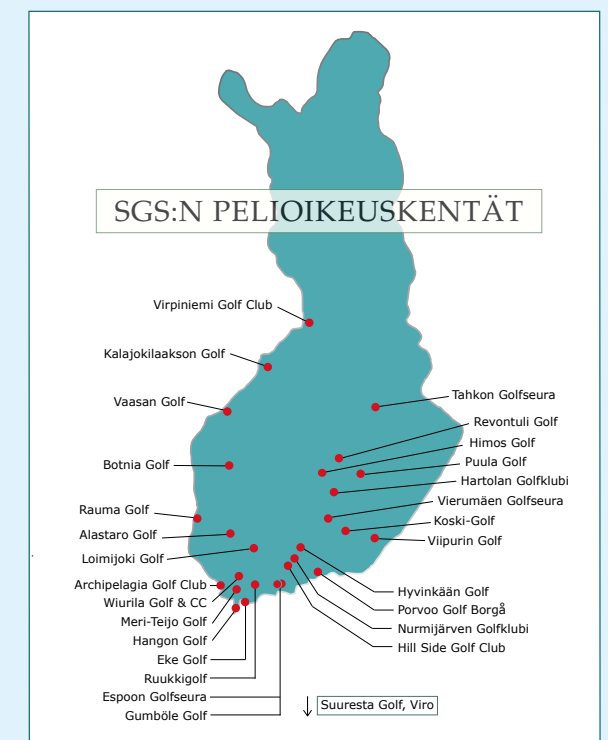 SGS:N PELIOIKEUSKENTÄT
Virpiniemi Golf Club
Kalajokilaakson Golf
Vaasan Golf
Botnia Golf
Rauma Golf
Alastaro Golf
Loimijoki Golf
Archipelagia Golf Club
Wiurila Golf & CC
Meri-Teijo Golf
Hangon Golf
Eke Golf
Ruukkigolf
Espoon Golfseura
Gumböle Golf
Tahkon Golfseura
Revontuli Golf
Himos Golf
Puula Golf
Hartolan Golfklubi
Vierumäen Golfseura
Koski-Golf
Viipurin Golf
Hyvinkään Golf
Porvoo Golf Borgå
Nurmijärven Golfklubi
Hill Side Golf Club
Suuresta Golf, Viro